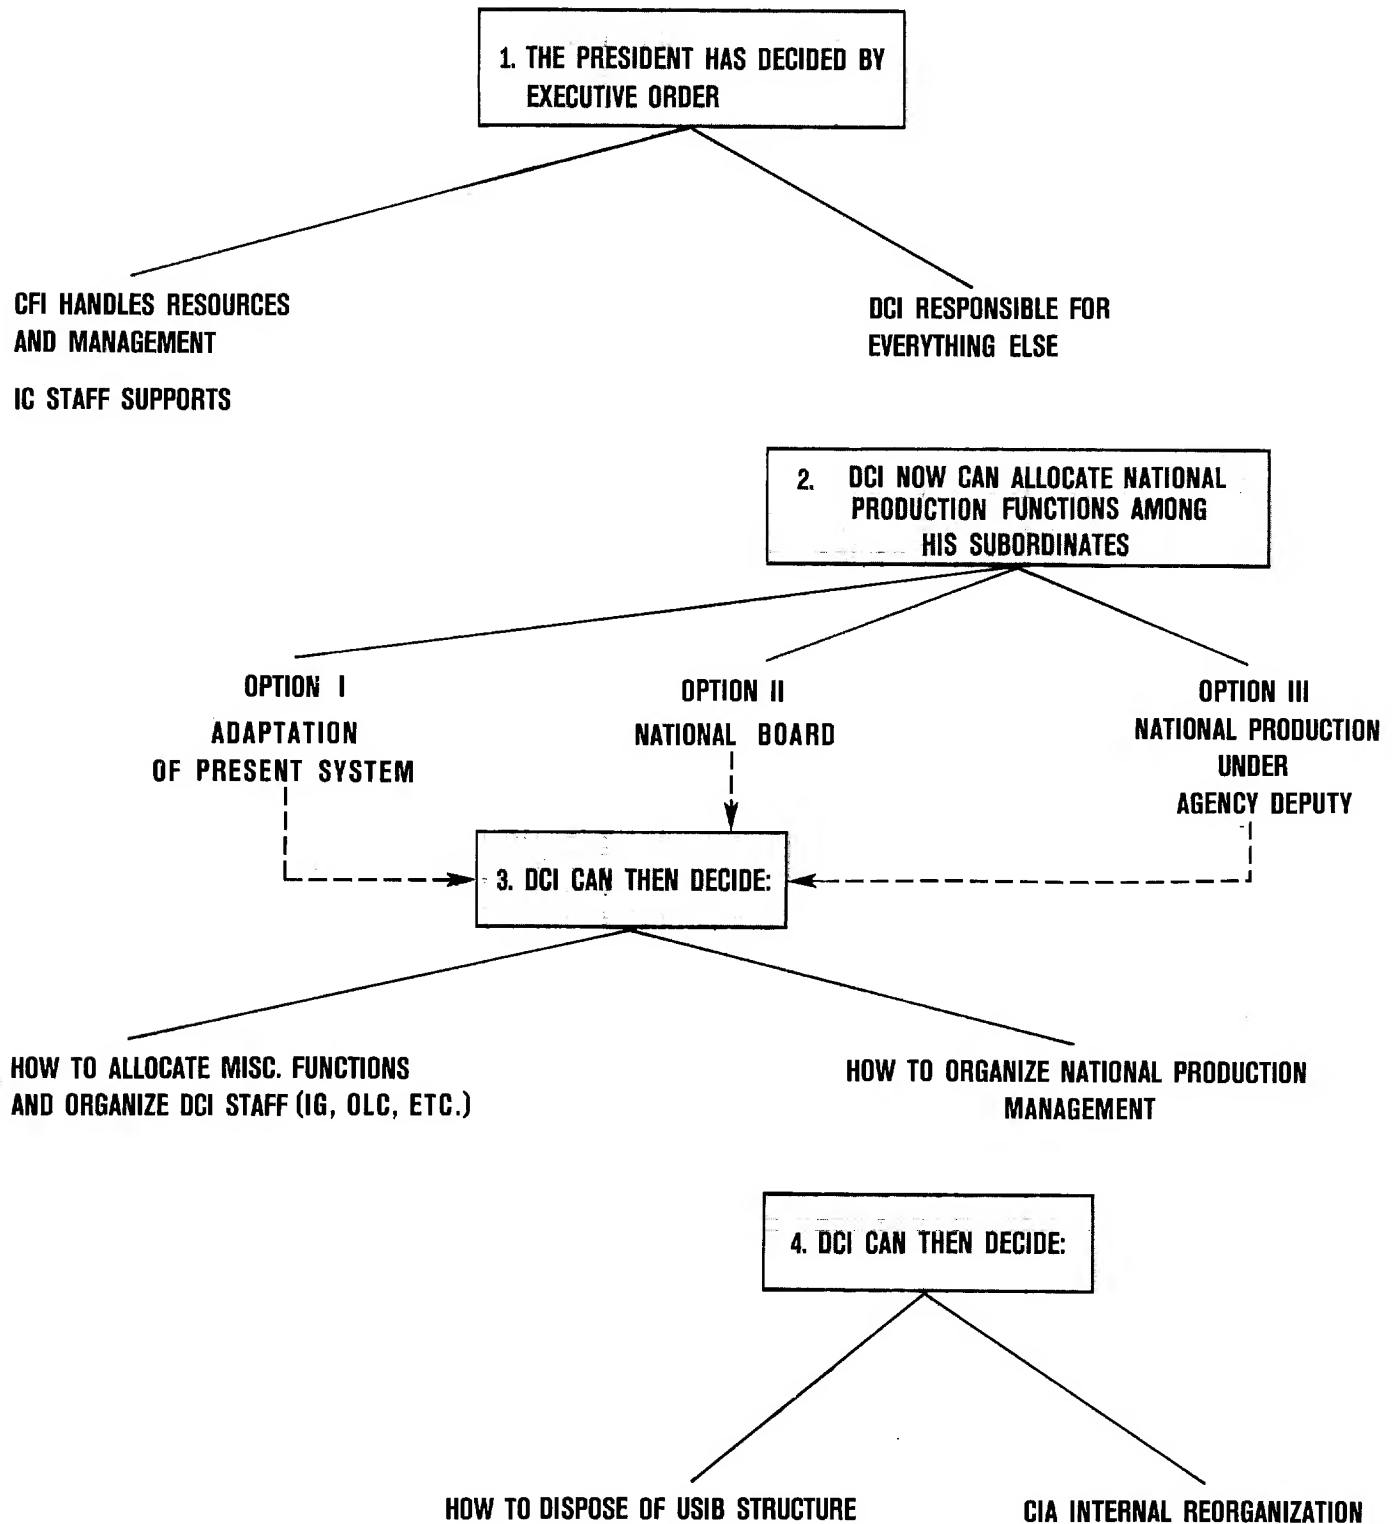 1. THE PRESIDENT HAS DECIDED BY
EXECUTIVE ORDER
CFI HANDLES RESOURCES
AND MANAGEMENT
IC STAFF SUPPORTS
DCI RESPONSIBLE FOR
EVERYTHING ELSE
2. DCI NOW CAN ALLOCATE NATIONAL
PRODUCTION FUNCTIONS AMONG
HIS SUBORDINATES
OPTION I
ADAPTATION
OF PRESENT SYSTEM
OPTION II
NATIONAL BOARD
OPTION III
NATIONAL PRODUCTION
UNDER
AGENCY DEPUTY
3. DCI CAN THEN DECIDE:
HOW TO ALLOCATE MISC. FUNCTIONS
AND ORGANIZE DCI STAFF (IG, OLC, ETC.)
HOW TO ORGANIZE NATIONAL PRODUCTION
MANAGEMENT
4. DCI CAN THEN DECIDE:
HOW TO DISPOSE OF USIB STRUCTURE
CIA INTERNAL REORGANIZATION